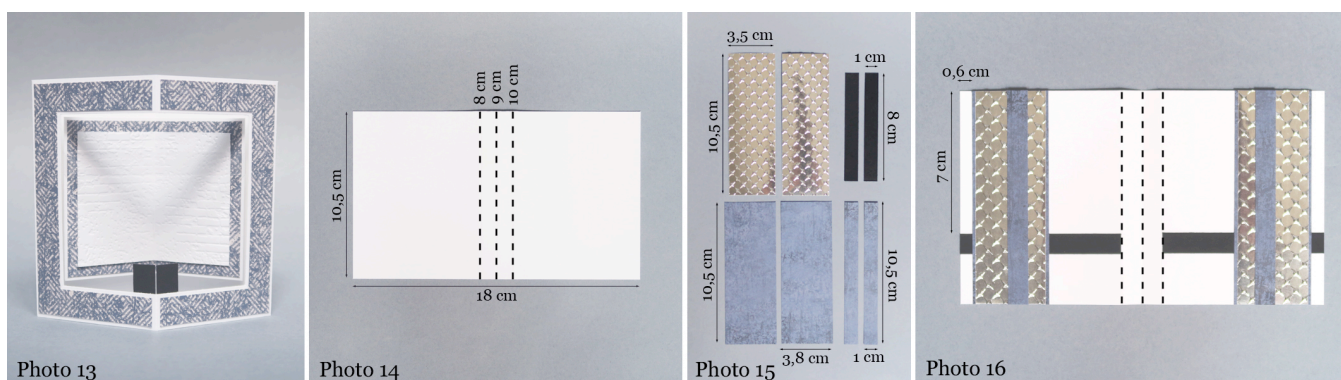 Photo 13
8 cm
9 cm
10 cm
10,5 cm
18 cm
Photo 14
3,5 cm
1 cm
10,5 cm
8 cm
10,5 cm
10,5 cm
3,8 cm
1 cm
Photo 15
0,6 cm
7 cm
Photo 16